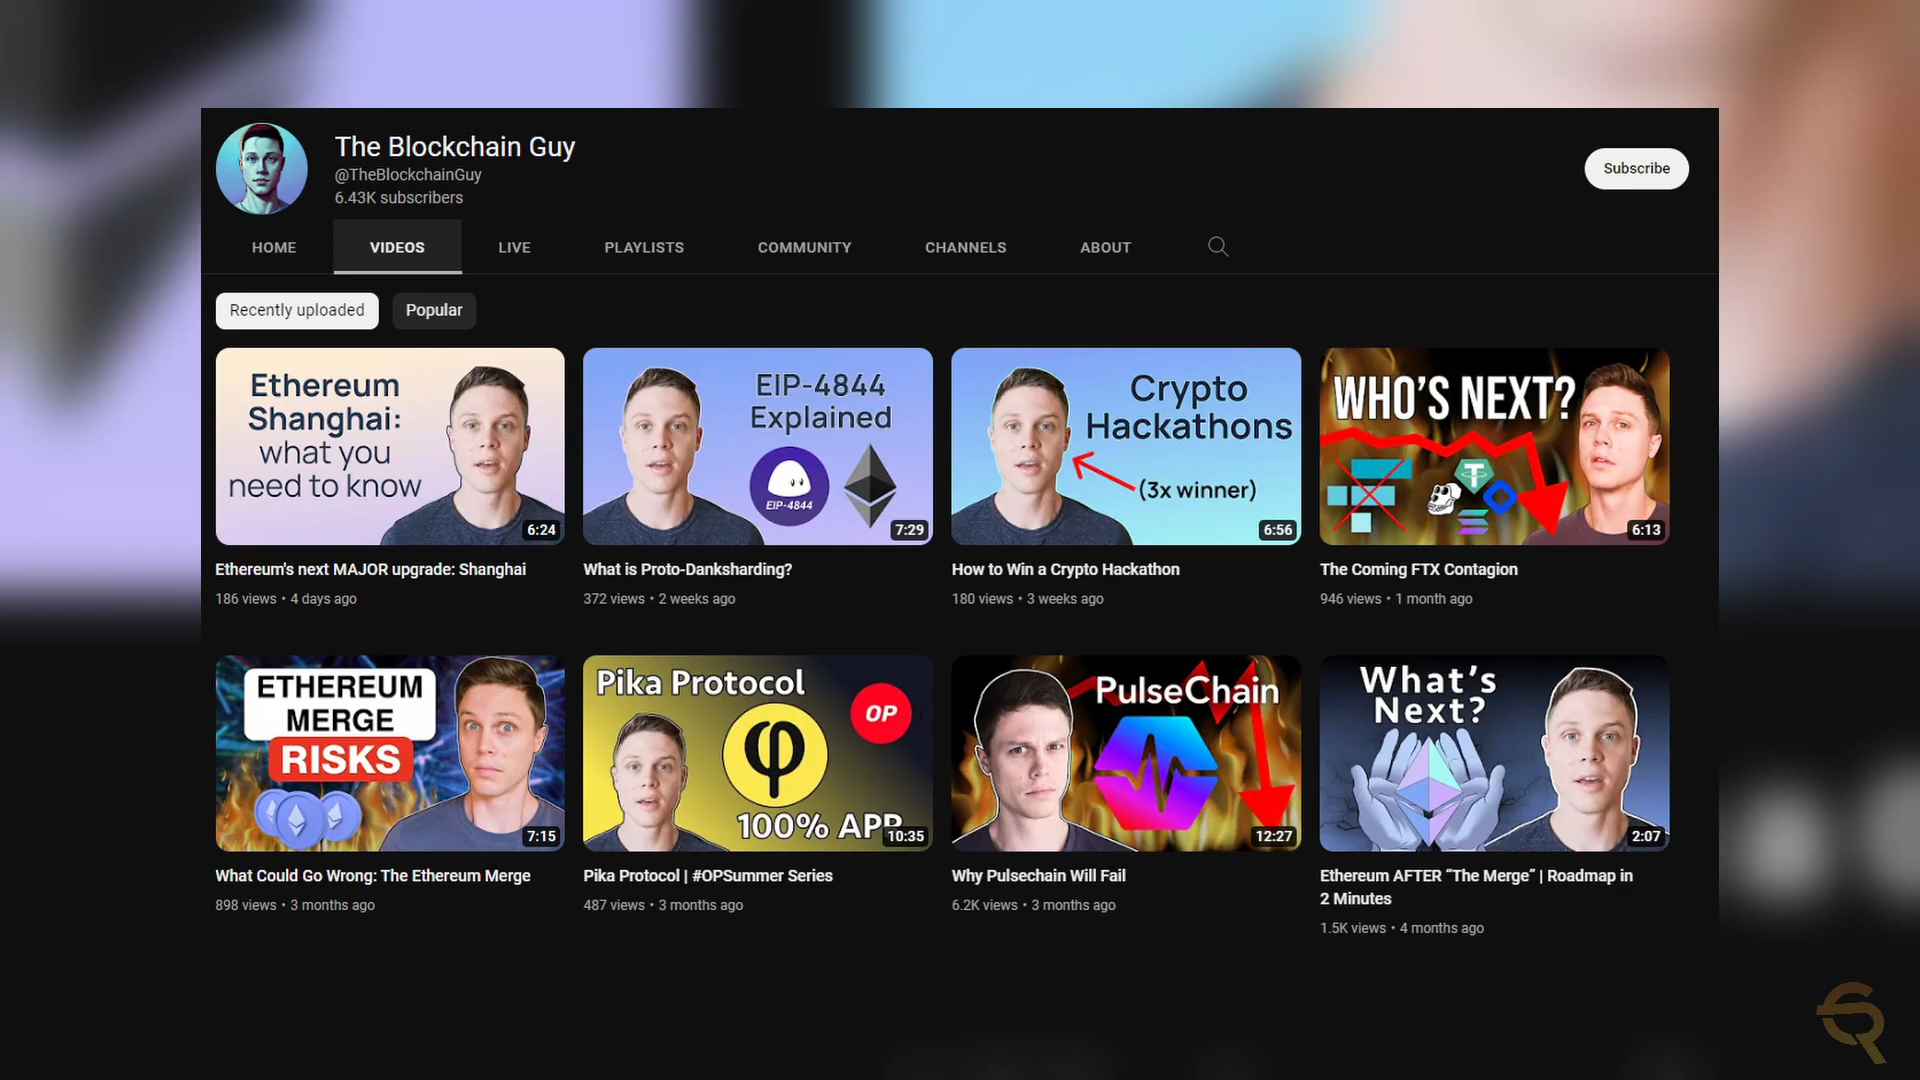 The Blockchain Guy
@TheBlockchainGuy
6.43K subscribers
Subscribe
HOME
VIDEOS
LIVE
PLAYLISTS
COMMUNITY
CHANNELS
ABOUT
Recently uploaded
Popular
Ethereum
Shanghai:
what you
need to know
6:24
EIP-4844
Explained
EIP-4844
7:29
Crypto
Hackathons
(3x winner)
6:56
WHO'S NEXT?
6:13
Ethereum's next MAJOR upgrade: Shanghai
186 views • 4 days ago
What is Proto-Danksharding?
372 views • 2 weeks ago
How to Win a Crypto Hackathon
180 views • 3 weeks ago
The Coming FTX Contagion
946 views • 1 month ago
ETHEREUM
MERGE
RISKS
7:15
Pika Protocol
OP
100% APR
10:35
PulseChain
12:27
What's
Next?
2:07
What Could Go Wrong: The Ethereum Merge
898 views • 3 months ago
Pika Protocol | #OPSummer Series
487 views • 3 months ago
Why Pulsechain Will Fail
6.2K views • 3 months ago
Ethereum AFTER “The Merge” | Roadmap in
2 Minutes
1.5K views • 4 months ago